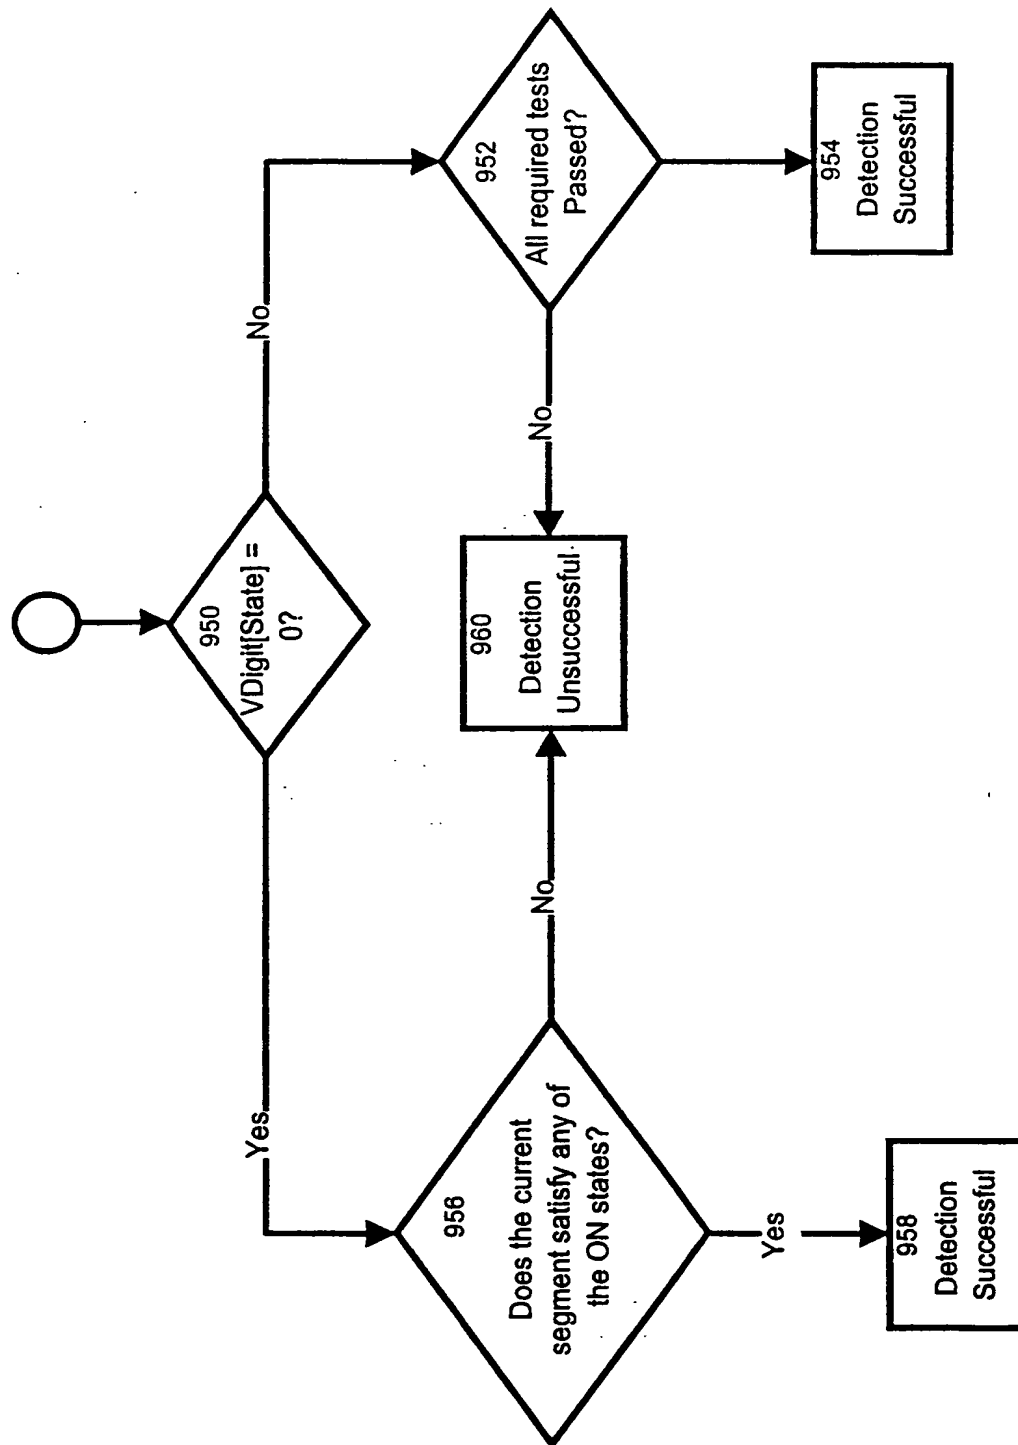 950
VDigit[State] =
0?
Yes
No
956
Does the current
segment satisfy any of
the ON states?
No
960
Detection
Unsuccessful
No
952
All required tests
Passed?
Yes
958
Detection
Successful
954
Detection
Successful